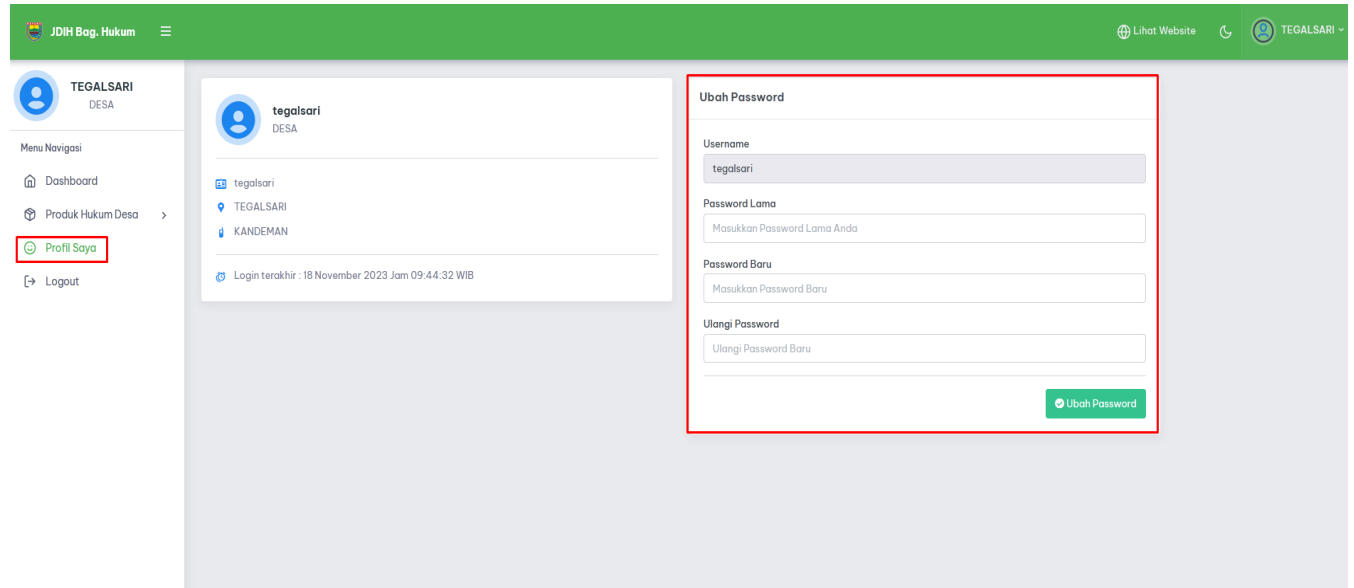 JDIH Bag. Hukum
Lihat Website
TEGALSARI
TEGALSARI
DESA
Menu Navigasi
Dashboard
Produk Hukum Desa
Profil Saya
Logout
tegalsari
DESA
tegalsari
TEGALSARI
KANDEMAN
Login terakhir : 18 November 2023 Jam 09:44:32 WIB
Ubah Password
Username
tegalsari
Password Lama
Masukkan Password Lama Anda
Password Baru
Masukkan Password Baru
Ulangi Password
Ulangi Password Baru
Ubah Password